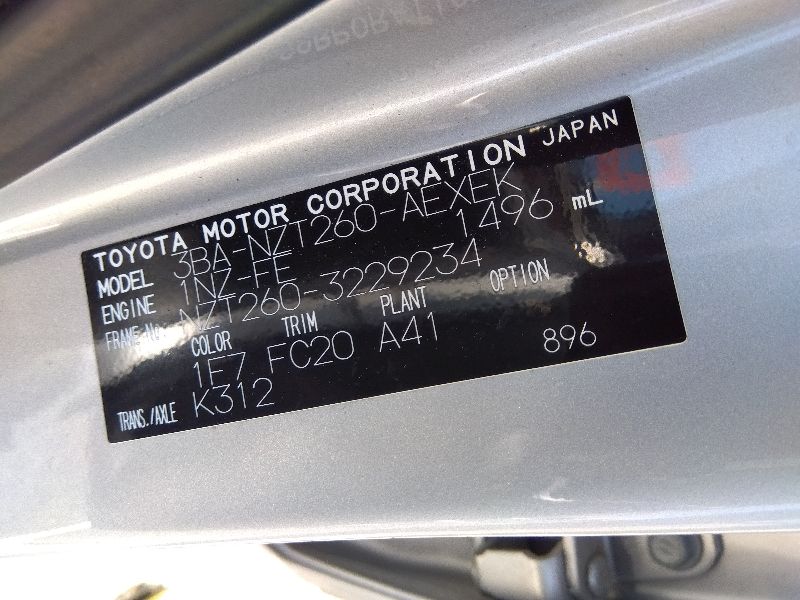 TOYOTA MOTOR CORPORATION JAPAN
MODEL 3BA-NZT260-AEXEK
ENGINE 1NZ-FE 1496 mL
FRAME NO. NZT260-3229234
COLOR TRIM PLANT OPTION
1E7 FC20 A41 896
TRANS./AXLE K312